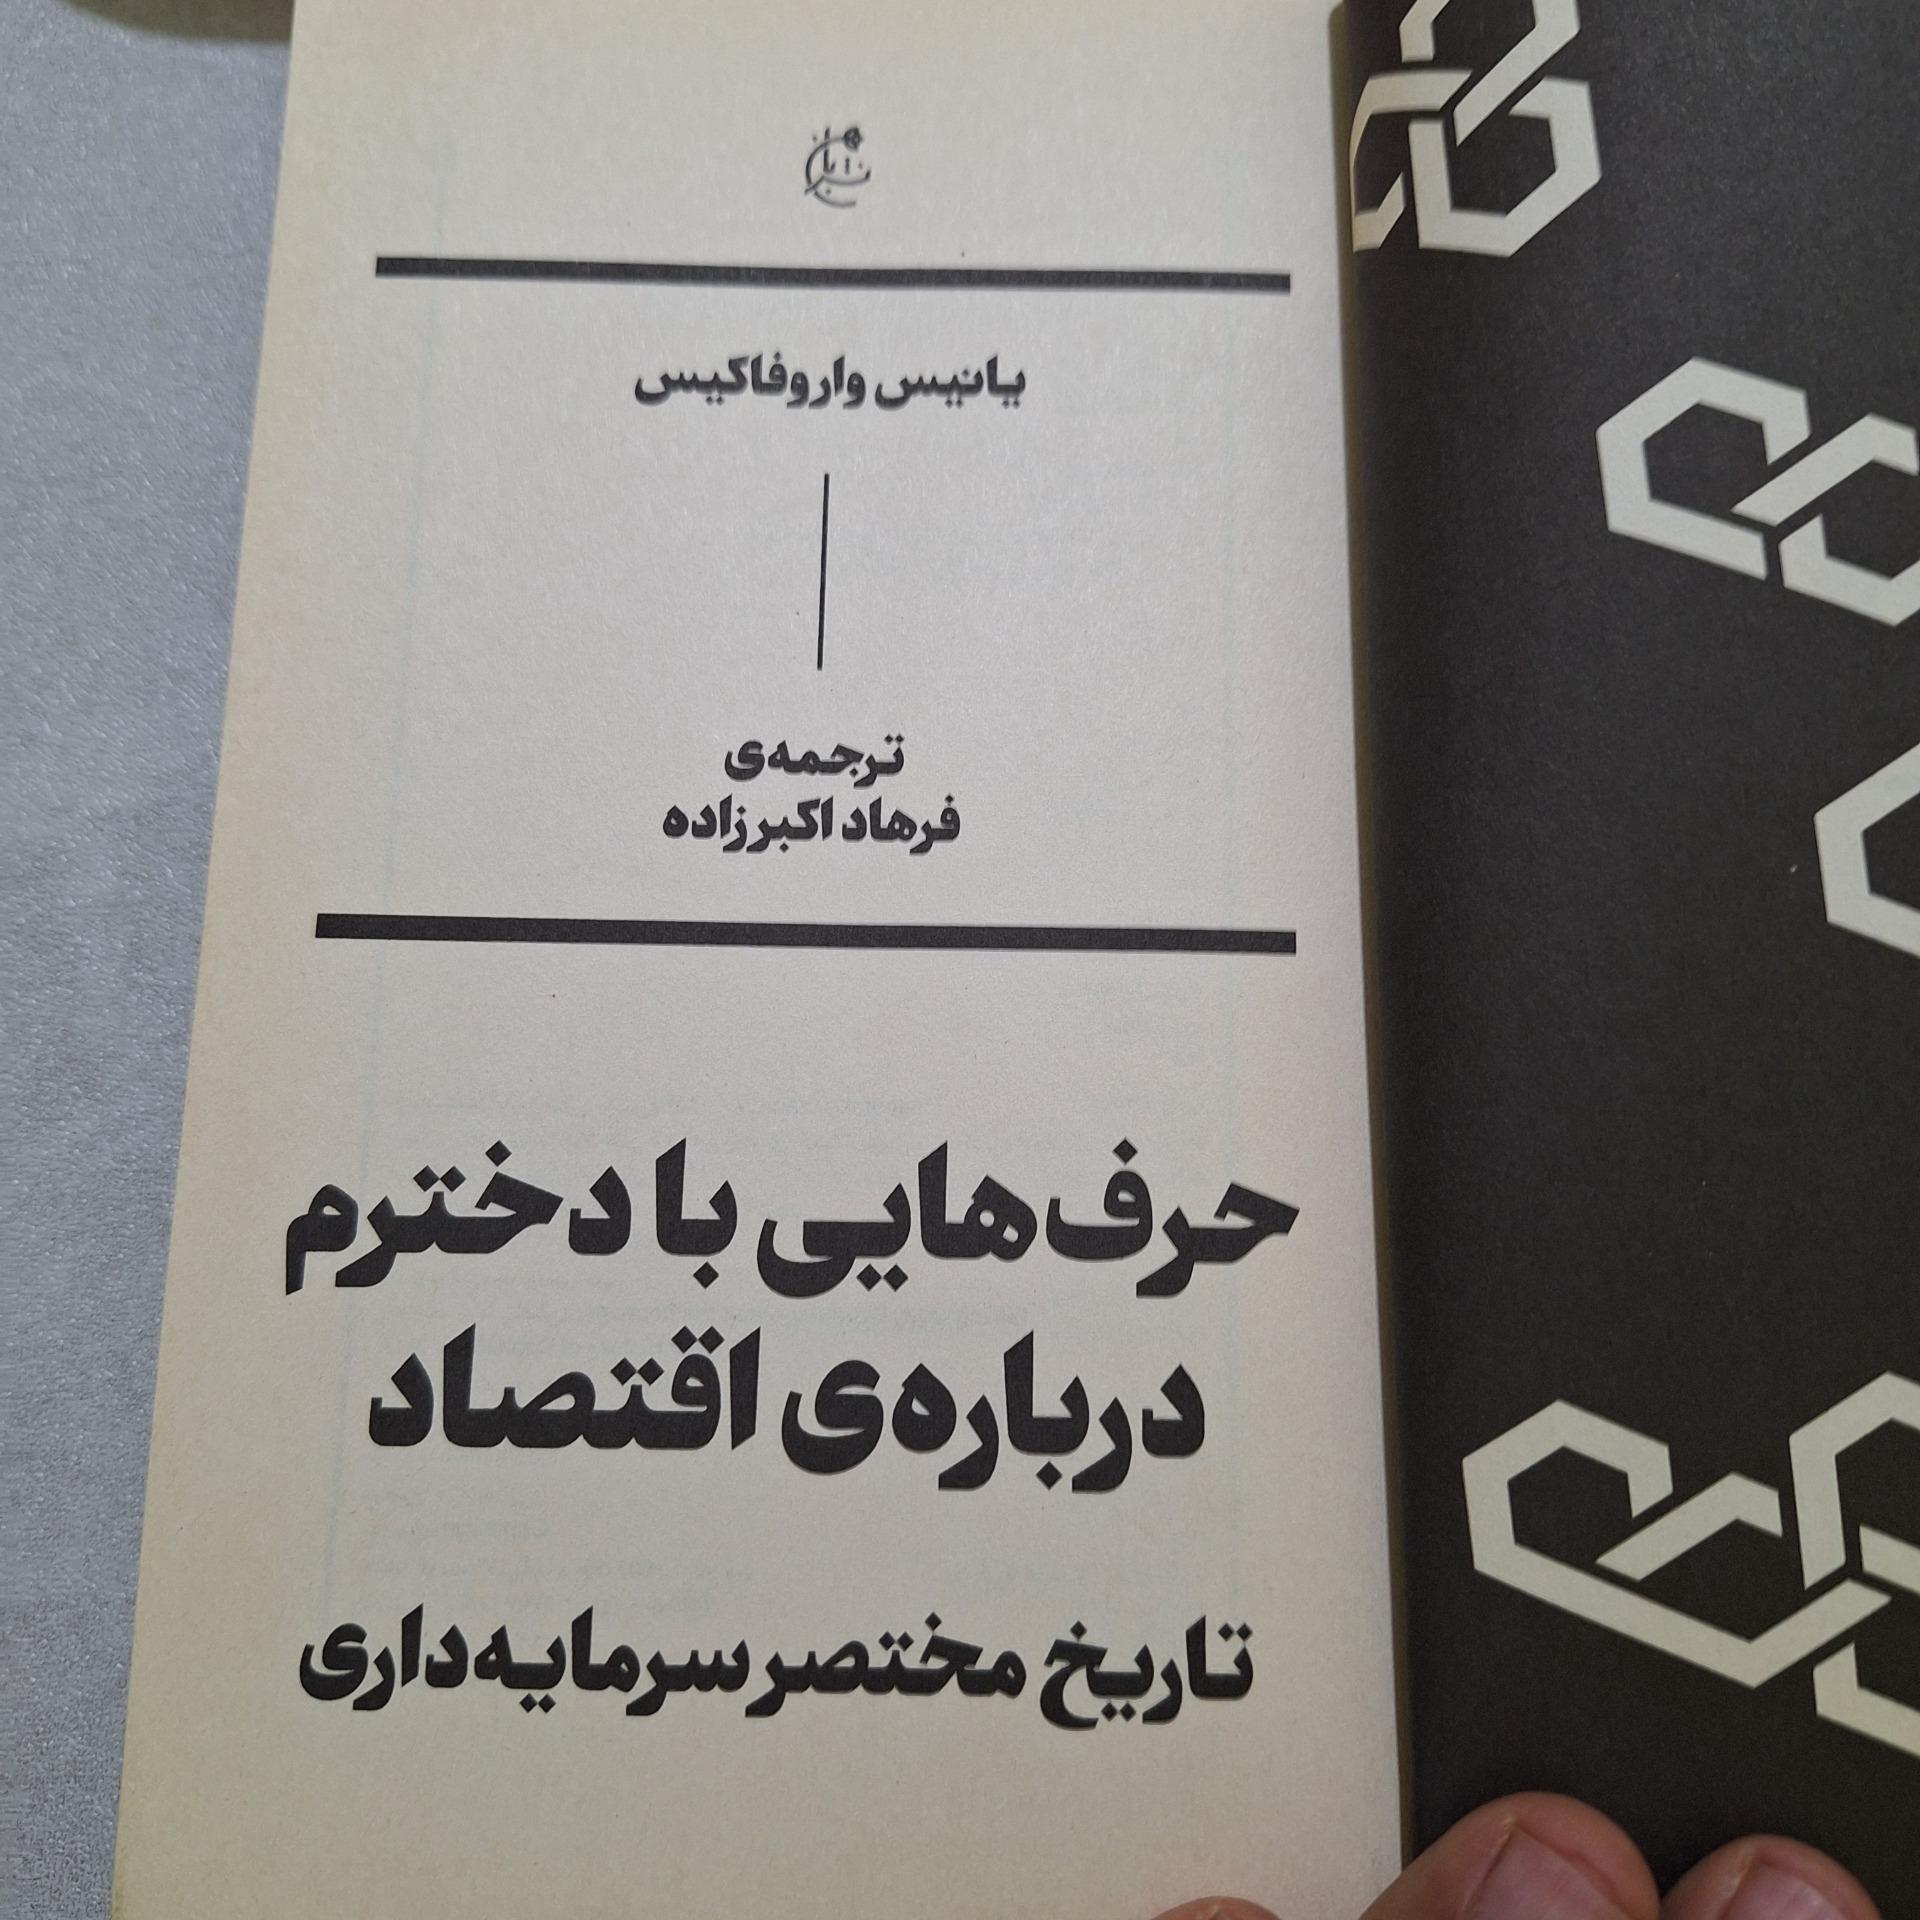 یانیس واروفاکیس
ترجمه‌ی
فرهاد اکبرزاده
حرف‌هایی با دخترم
درباره‌ی اقتصاد
تاریخ مختصر سرمایه‌داری